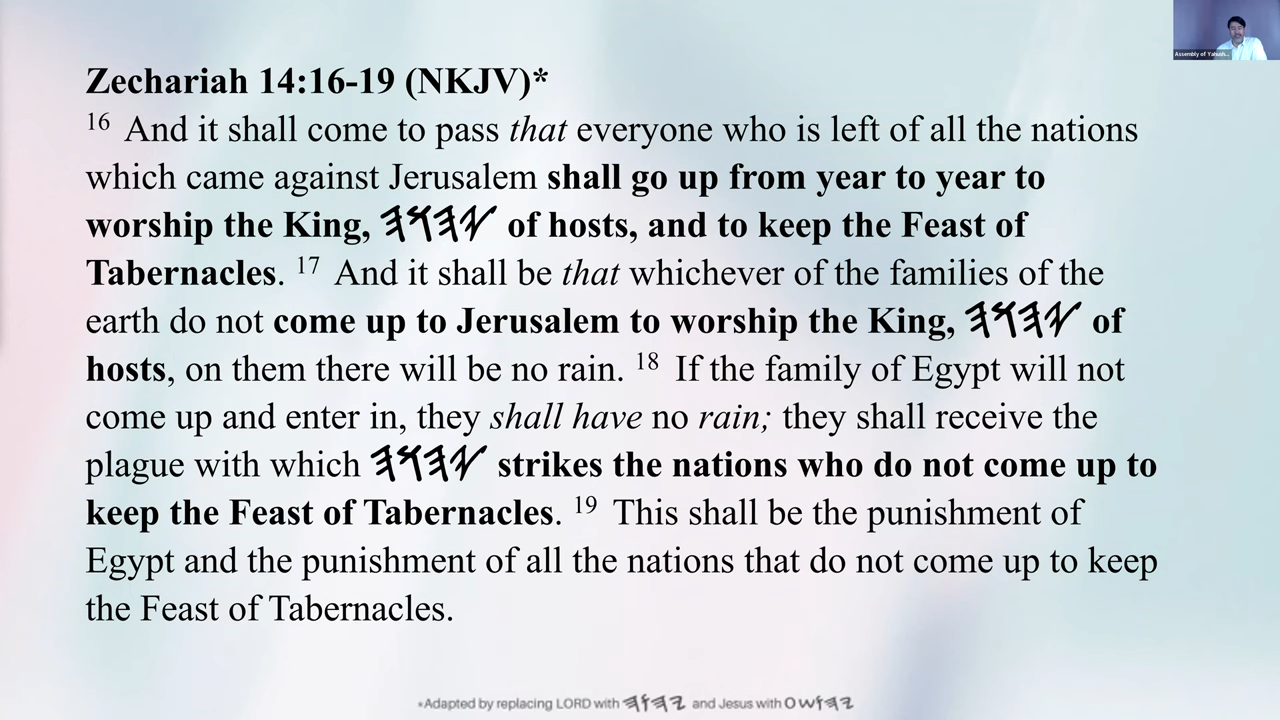 Assembly of Yahush...
Zechariah 14:16-19 (NKJV)*
16 And it shall come to pass that everyone who is left of all the nations
which came against Jerusalem shall go up from year to year to
worship the King, 𐤉𐤄𐤅𐤄 of hosts, and to keep the Feast of
Tabernacles. 17 And it shall be that whichever of the families of the
earth do not come up to Jerusalem to worship the King, 𐤉𐤄𐤅𐤄 of
hosts, on them there will be no rain. 18 If the family of Egypt will not
come up and enter in, they shall have no rain; they shall receive the
plague with which 𐤉𐤄𐤅𐤄 strikes the nations who do not come up to
keep the Feast of Tabernacles. 19 This shall be the punishment of
Egypt and the punishment of all the nations that do not come up to keep
the Feast of Tabernacles.
*Adapted by replacing LORD with 𐤉𐤄𐤅𐤄 and Jesus with 𐤉𐤄𐤅𐤔𐤏